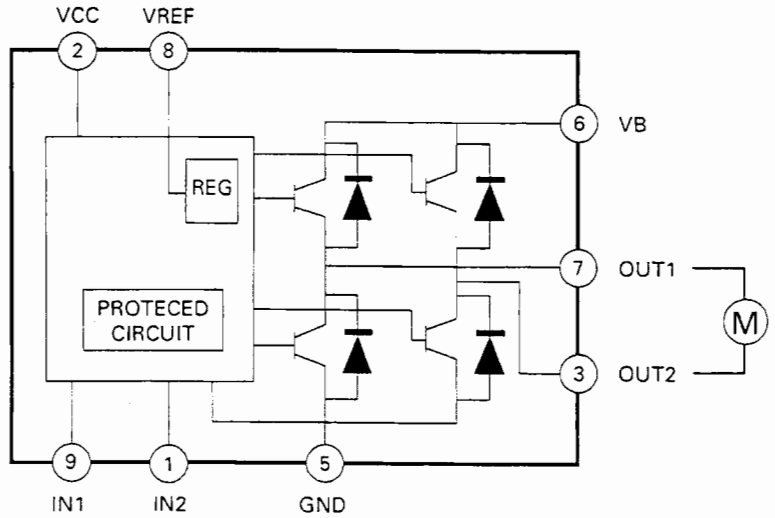 VCC VREF
2 8
6 VB
REG
7 OUT1
PROTECED
CIRCUIT
M
3 OUT2
9 1 5
IN1 IN2 GND